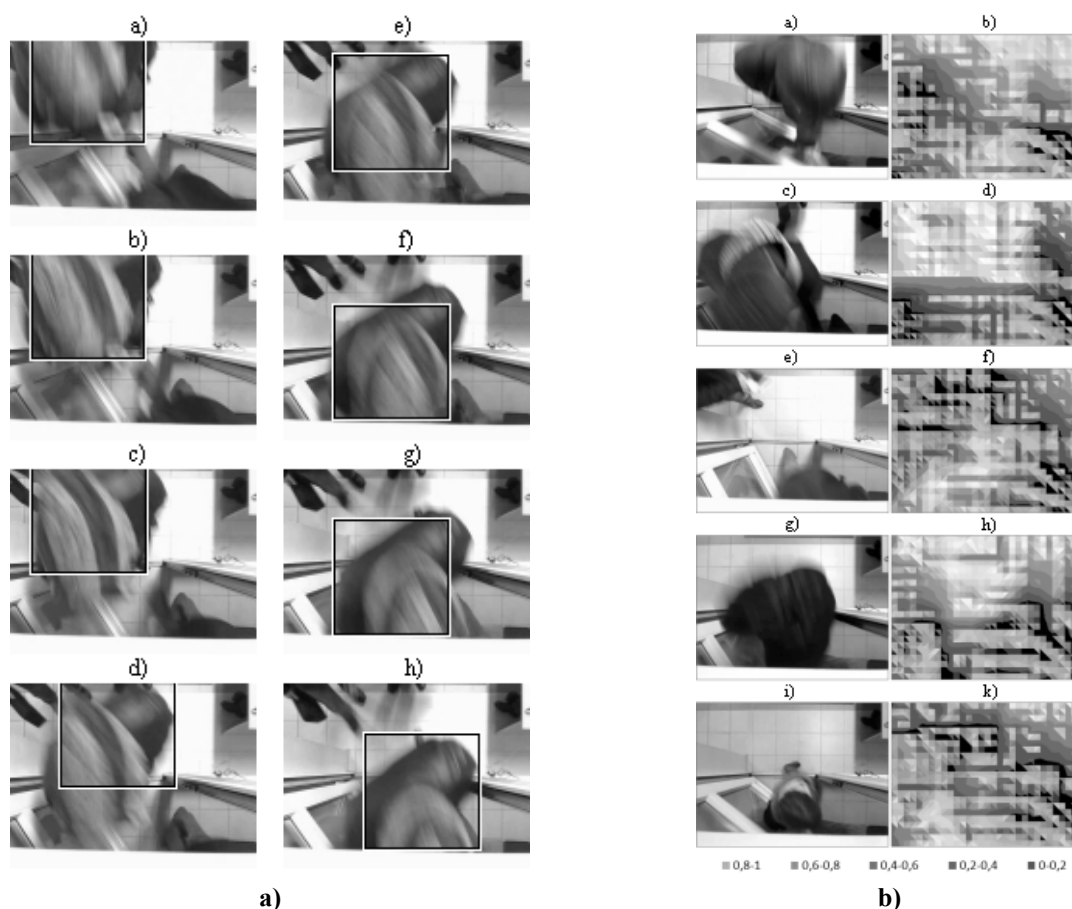 a)
e)
b)
f)
c)
g)
d)
h)
a)
a) b)
c) d)
e) f)
g) h)
i) k)
0,8-1 0,6-0,8 0,4-0,6 0,2-0,4 0-0,2
b)